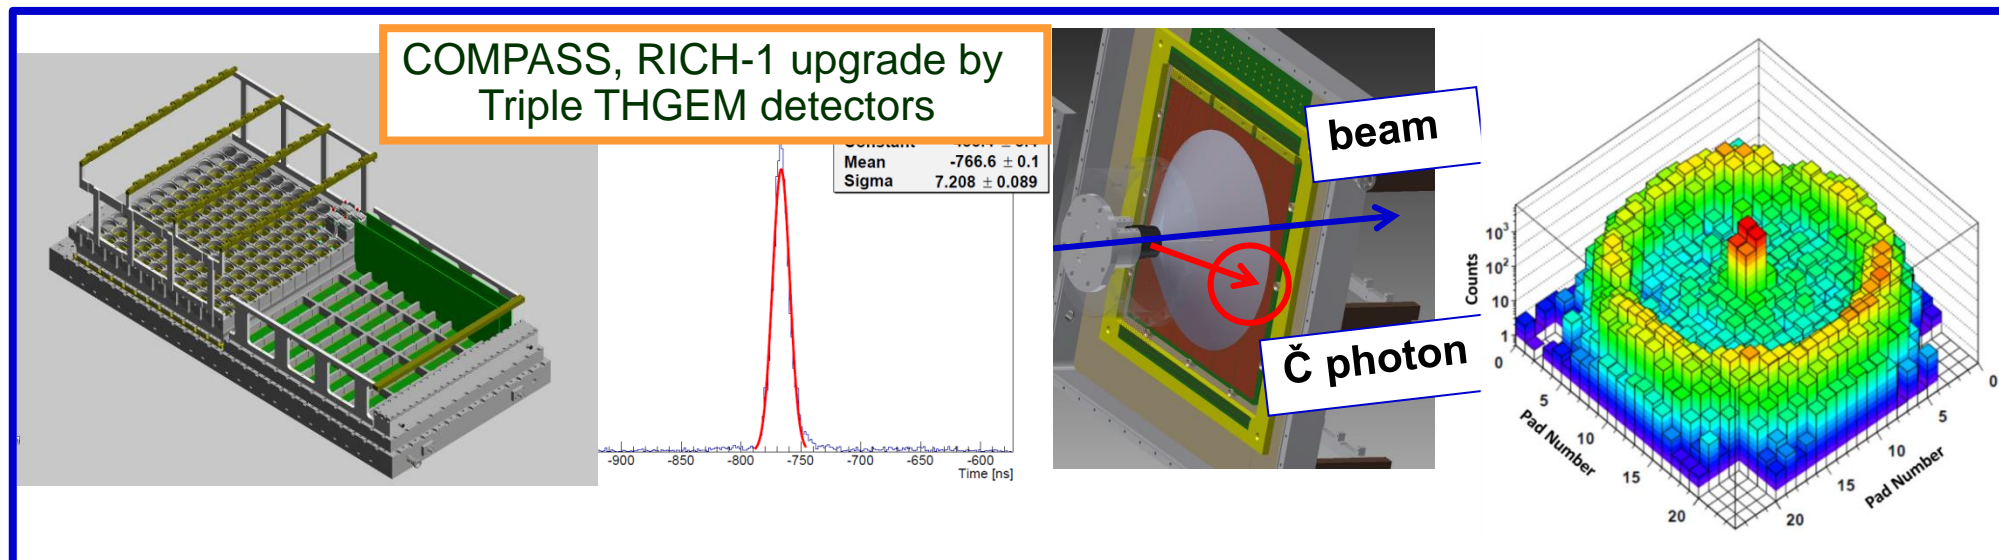 COMPASS, RICH-1 upgrade by
Triple THGEM detectors
Mean -766.6 ± 0.1
Sigma 7.208 ± 0.089
-900 -850 -800 -750 -700 -650 -600
Time [ns]
beam
Č photon
Counts
10³
10²
10
1
0
5
10
15
20
Pad Number
0
5
10
15
20
Pad Number